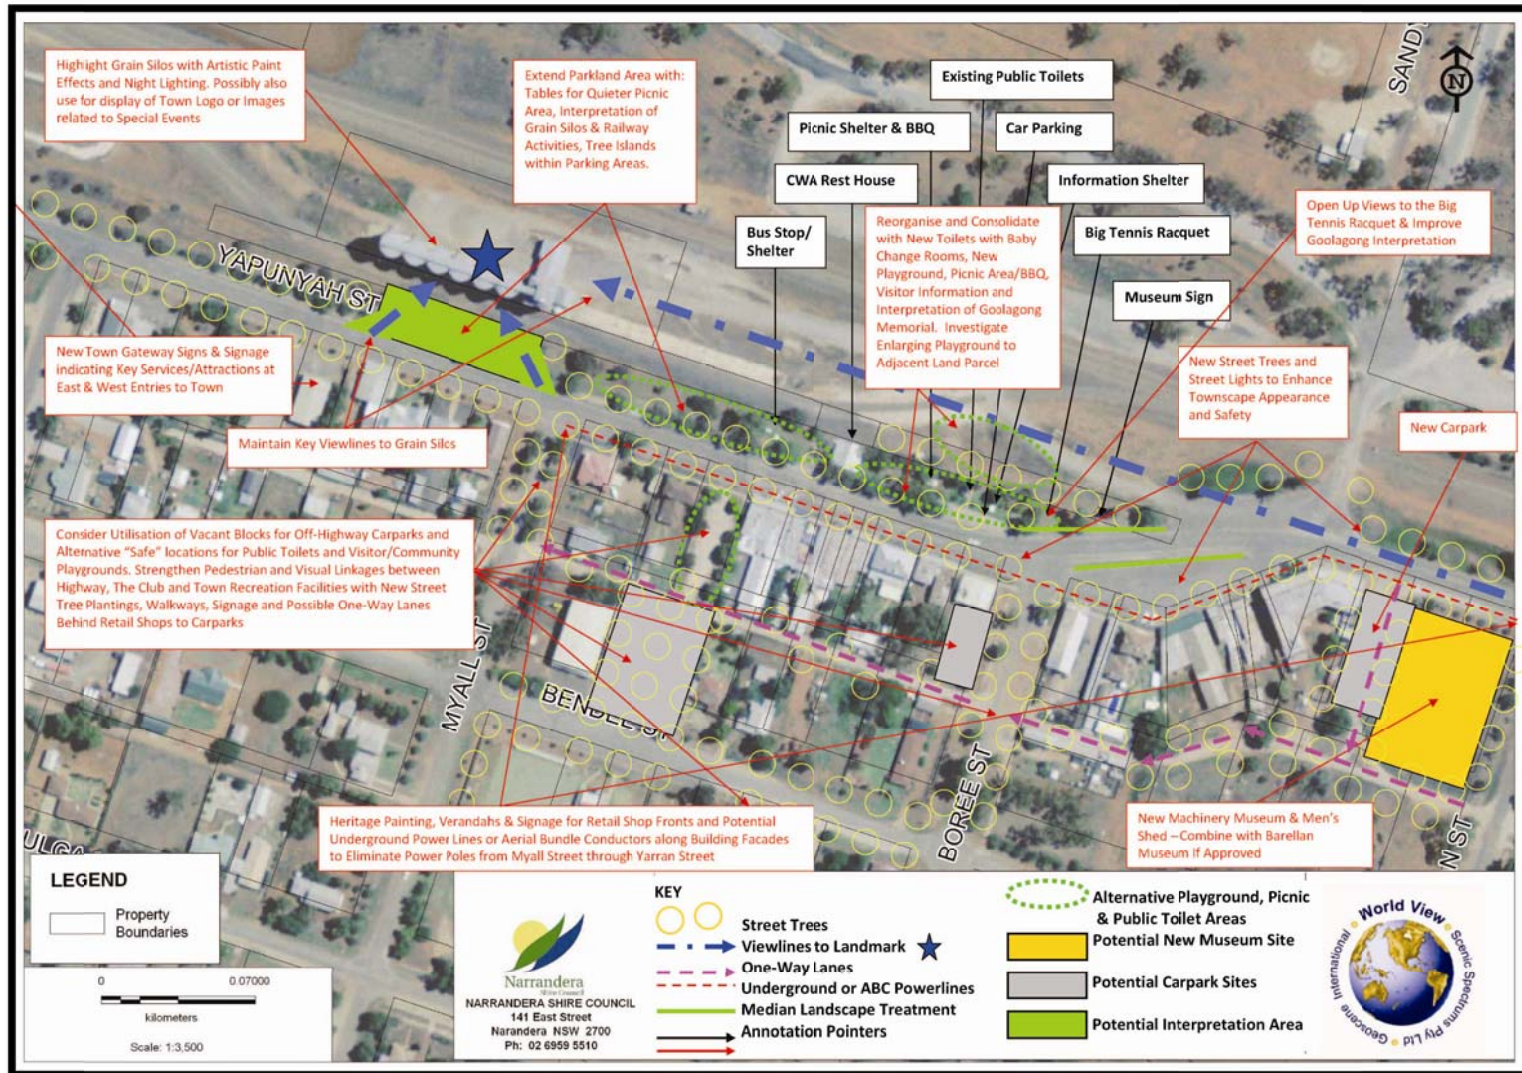 Highight Grain Silos with Artistic Paint
Effects and Night Lighting. Possibly also
use for display of Town Logo or Images
related to Special Events
Extend Parkland Area with:
Tables for Quieter Picnic
Area, Interpretation of
Grain Silos & Railway
Activities, Tree Islands
within Parking Areas.
Existing Public Toilets
Picnic Shelter & BBQ
Car Parking
CWA Rest House
Information Shelter
Bus Stop/
Shelter
Reorganise and Consolidate
with New Toilets with Baby
Change Rooms, New
Playground, Picnic Area/BBQ,
Visitor Information and
Interpretation of Goolagong
Memorial. Investigate
Enlarging Playground to
Adjacent Land Parcel
Big Tennis Racquet
Museum Sign
Open Up Views to the Big
Tennis Racquet & Improve
Goolagong Interpretation
SANDY
N
YAPUNYAH ST
New Town Gateway Signs & Signage
indicating Key Services/Attractions at
East & West Entries to Town
Maintain Key Viewlines to Grain Silos
New Street Trees and
Street Lights to Enhance
Townscape Appearance
and Safety
New Carpark
Consider Utilisation of Vacant Blocks for Off-Highway Carparks and
Alternative "Safe" locations for Public Toilets and Visitor/Community
Playgrounds. Strengthen Pedestrian and Visual Linkages between
Highway, The Club and Town Recreation Facilities with New Street
Tree Plantings, Walkways, Signage and Possible One-Way Lanes
Behind Retail Shops to Carparks
MYALL ST
BENDEE ST
BOREE ST
N ST
ULGA
Heritage Painting, Verandahs & Signage for Retail Shop Fronts and Potential
Underground Power Lines or Aerial Bundle Conductors along Building Facades
to Eliminate Power Poles from Myall Street through Yarran Street
New Machinery Museum & Men's
Shed –Combine with Barellan
Museum If Approved
LEGEND
Property
Boundaries
0 0.07000
kilometers
Scale: 1:3,500
Narrandera
Shire Council
NARRANDERA SHIRE COUNCIL
141 East Street
Narandera NSW 2700
Ph: 02 6959 5510
KEY
Street Trees
Viewlines to Landmark
One-Way Lanes
Underground or ABC Powerlines
Median Landscape Treatment
Annotation Pointers
Alternative Playground, Picnic
& Public Toilet Areas
Potential New Museum Site
Potential Carpark Sites
Potential Interpretation Area
World View
Scenic Spectrums Pty Ltd
Geoscene International